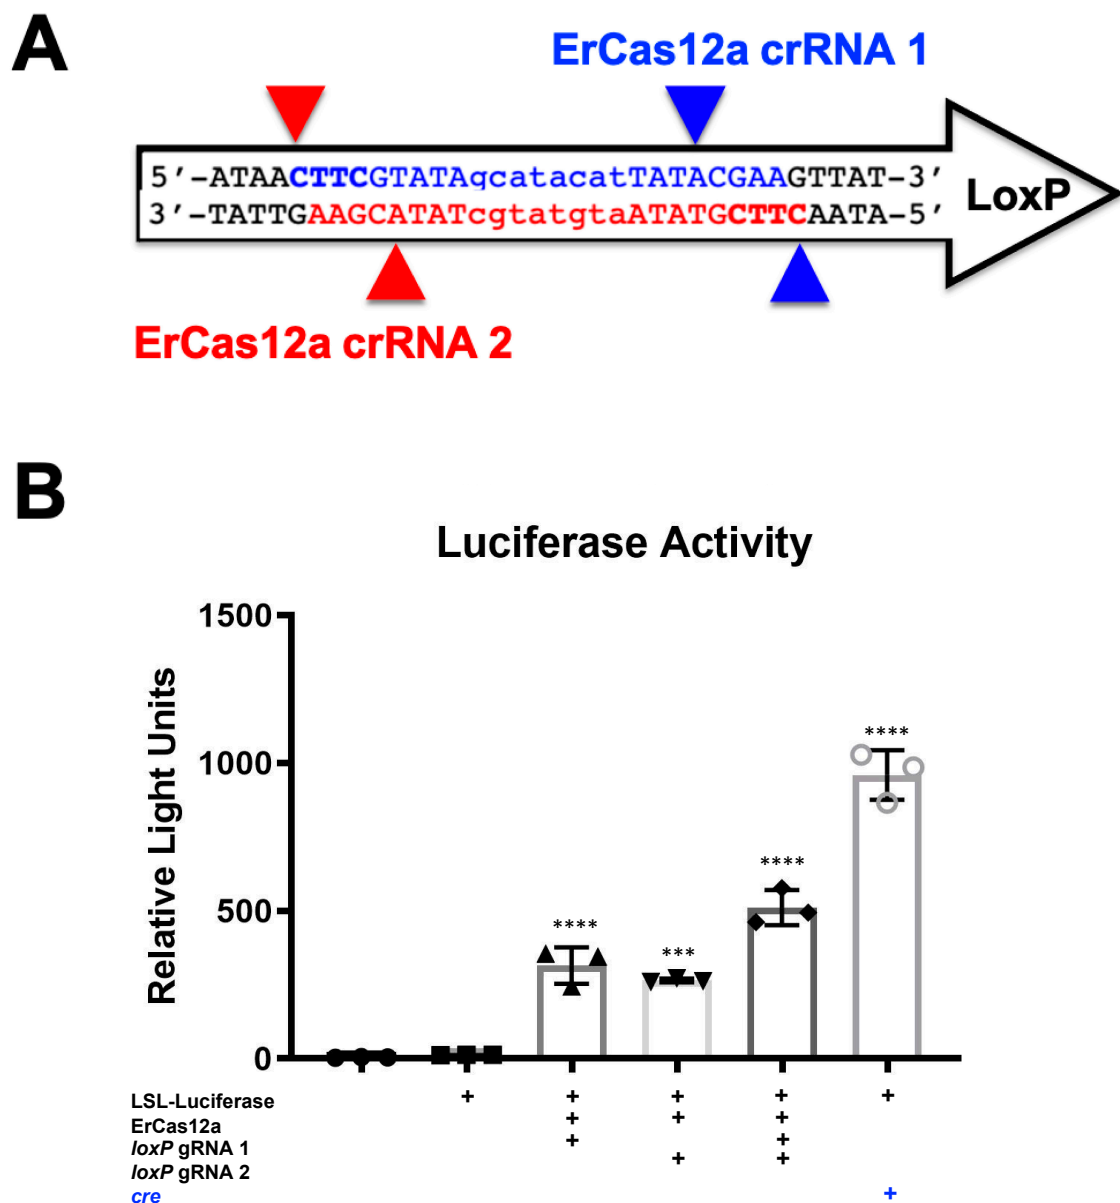 A
ErCas12a crRNA 1
5′-ATAACTTCGTATAgcatacatTATACGAAGTTAT-3′
3′-TATTGAAGCATATcgtatgtaATATGCTTCAATA-5′
LoxP
ErCas12a crRNA 2
B
Luciferase Activity
Relative Light Units
1500
1000
500
0
****
***
****
****
LSL-Luciferase + + + + +
ErCas12a + + +
loxP gRNA 1 + +
loxP gRNA 2 + +
cre +